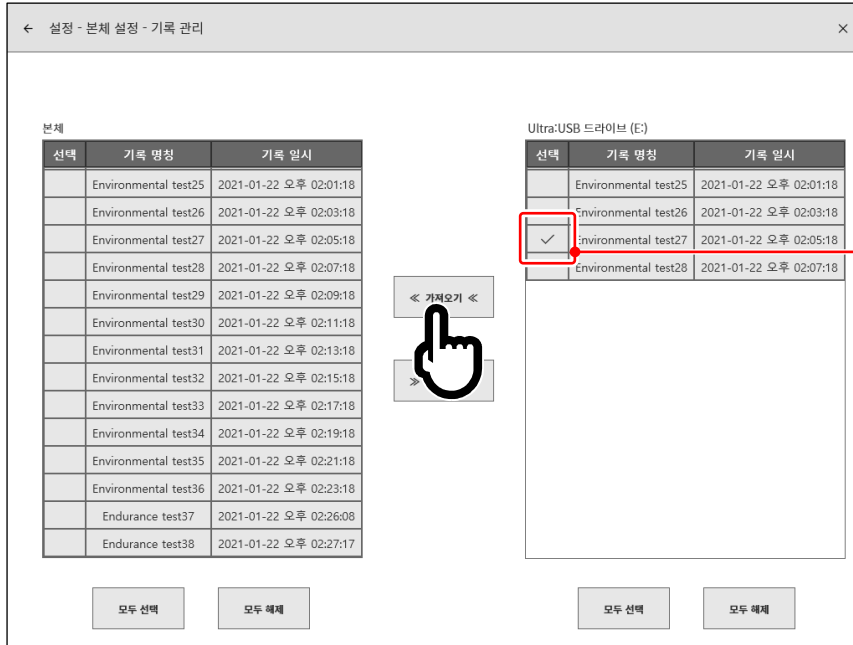 ← 설정 - 본체 설정 - 기록 관리 ×
본체
선택 기록 명칭 기록 일시
Environmental test25 2021-01-22 오후 02:01:18
Environmental test26 2021-01-22 오후 02:03:18
Environmental test27 2021-01-22 오후 02:05:18
Environmental test28 2021-01-22 오후 02:07:18
Environmental test29 2021-01-22 오후 02:09:18
Environmental test30 2021-01-22 오후 02:11:18
Environmental test31 2021-01-22 오후 02:13:18
Environmental test32 2021-01-22 오후 02:15:18
Environmental test33 2021-01-22 오후 02:17:18
Environmental test34 2021-01-22 오후 02:19:18
Environmental test35 2021-01-22 오후 02:21:18
Environmental test36 2021-01-22 오후 02:23:18
Endurance test37 2021-01-22 오후 02:26:08
Endurance test38 2021-01-22 오후 02:27:17
모두 선택 모두 해제
≪ 가져오기 ≪
≫
Ultra:USB 드라이브 (E:)
선택 기록 명칭 기록 일시
Environmental test25 2021-01-22 오후 02:01:18
Environmental test26 2021-01-22 오후 02:03:18
✓ Environmental test27 2021-01-22 오후 02:05:18
Environmental test28 2021-01-22 오후 02:07:18
모두 선택 모두 해제